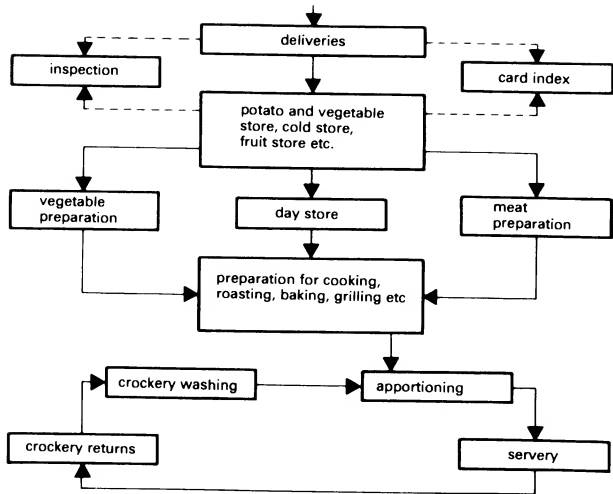 deliveries
inspection
card index
potato and vegetable
store, cold store,
fruit store etc.
vegetable
preparation
day store
meat
preparation
preparation for cooking,
roasting, baking, grilling etc
crockery washing
apportioning
crockery returns
servery